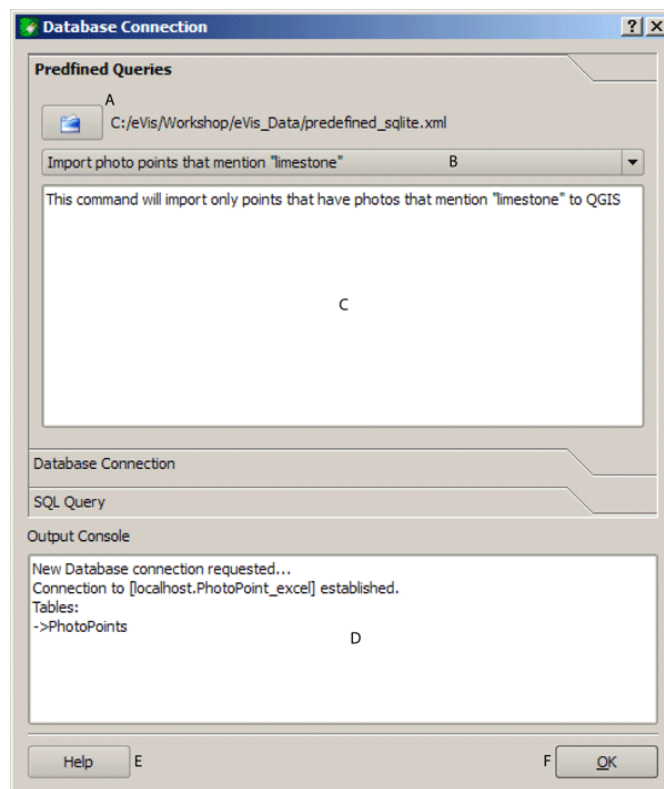 Database Connection
Predfined Queries
A
C:/eVis/Workshop/eVis_Data/predefined_sqlite.xml
Import photo points that mention "limestone" B
This command will import only points that have photos that mention "limestone" to QGIS
C
Database Connection
SQL Query
Output Console
New Database connection requested...
Connection to [localhost.PhotoPoint_excel] established.
Tables:
->PhotoPoints
D
Help E F OK